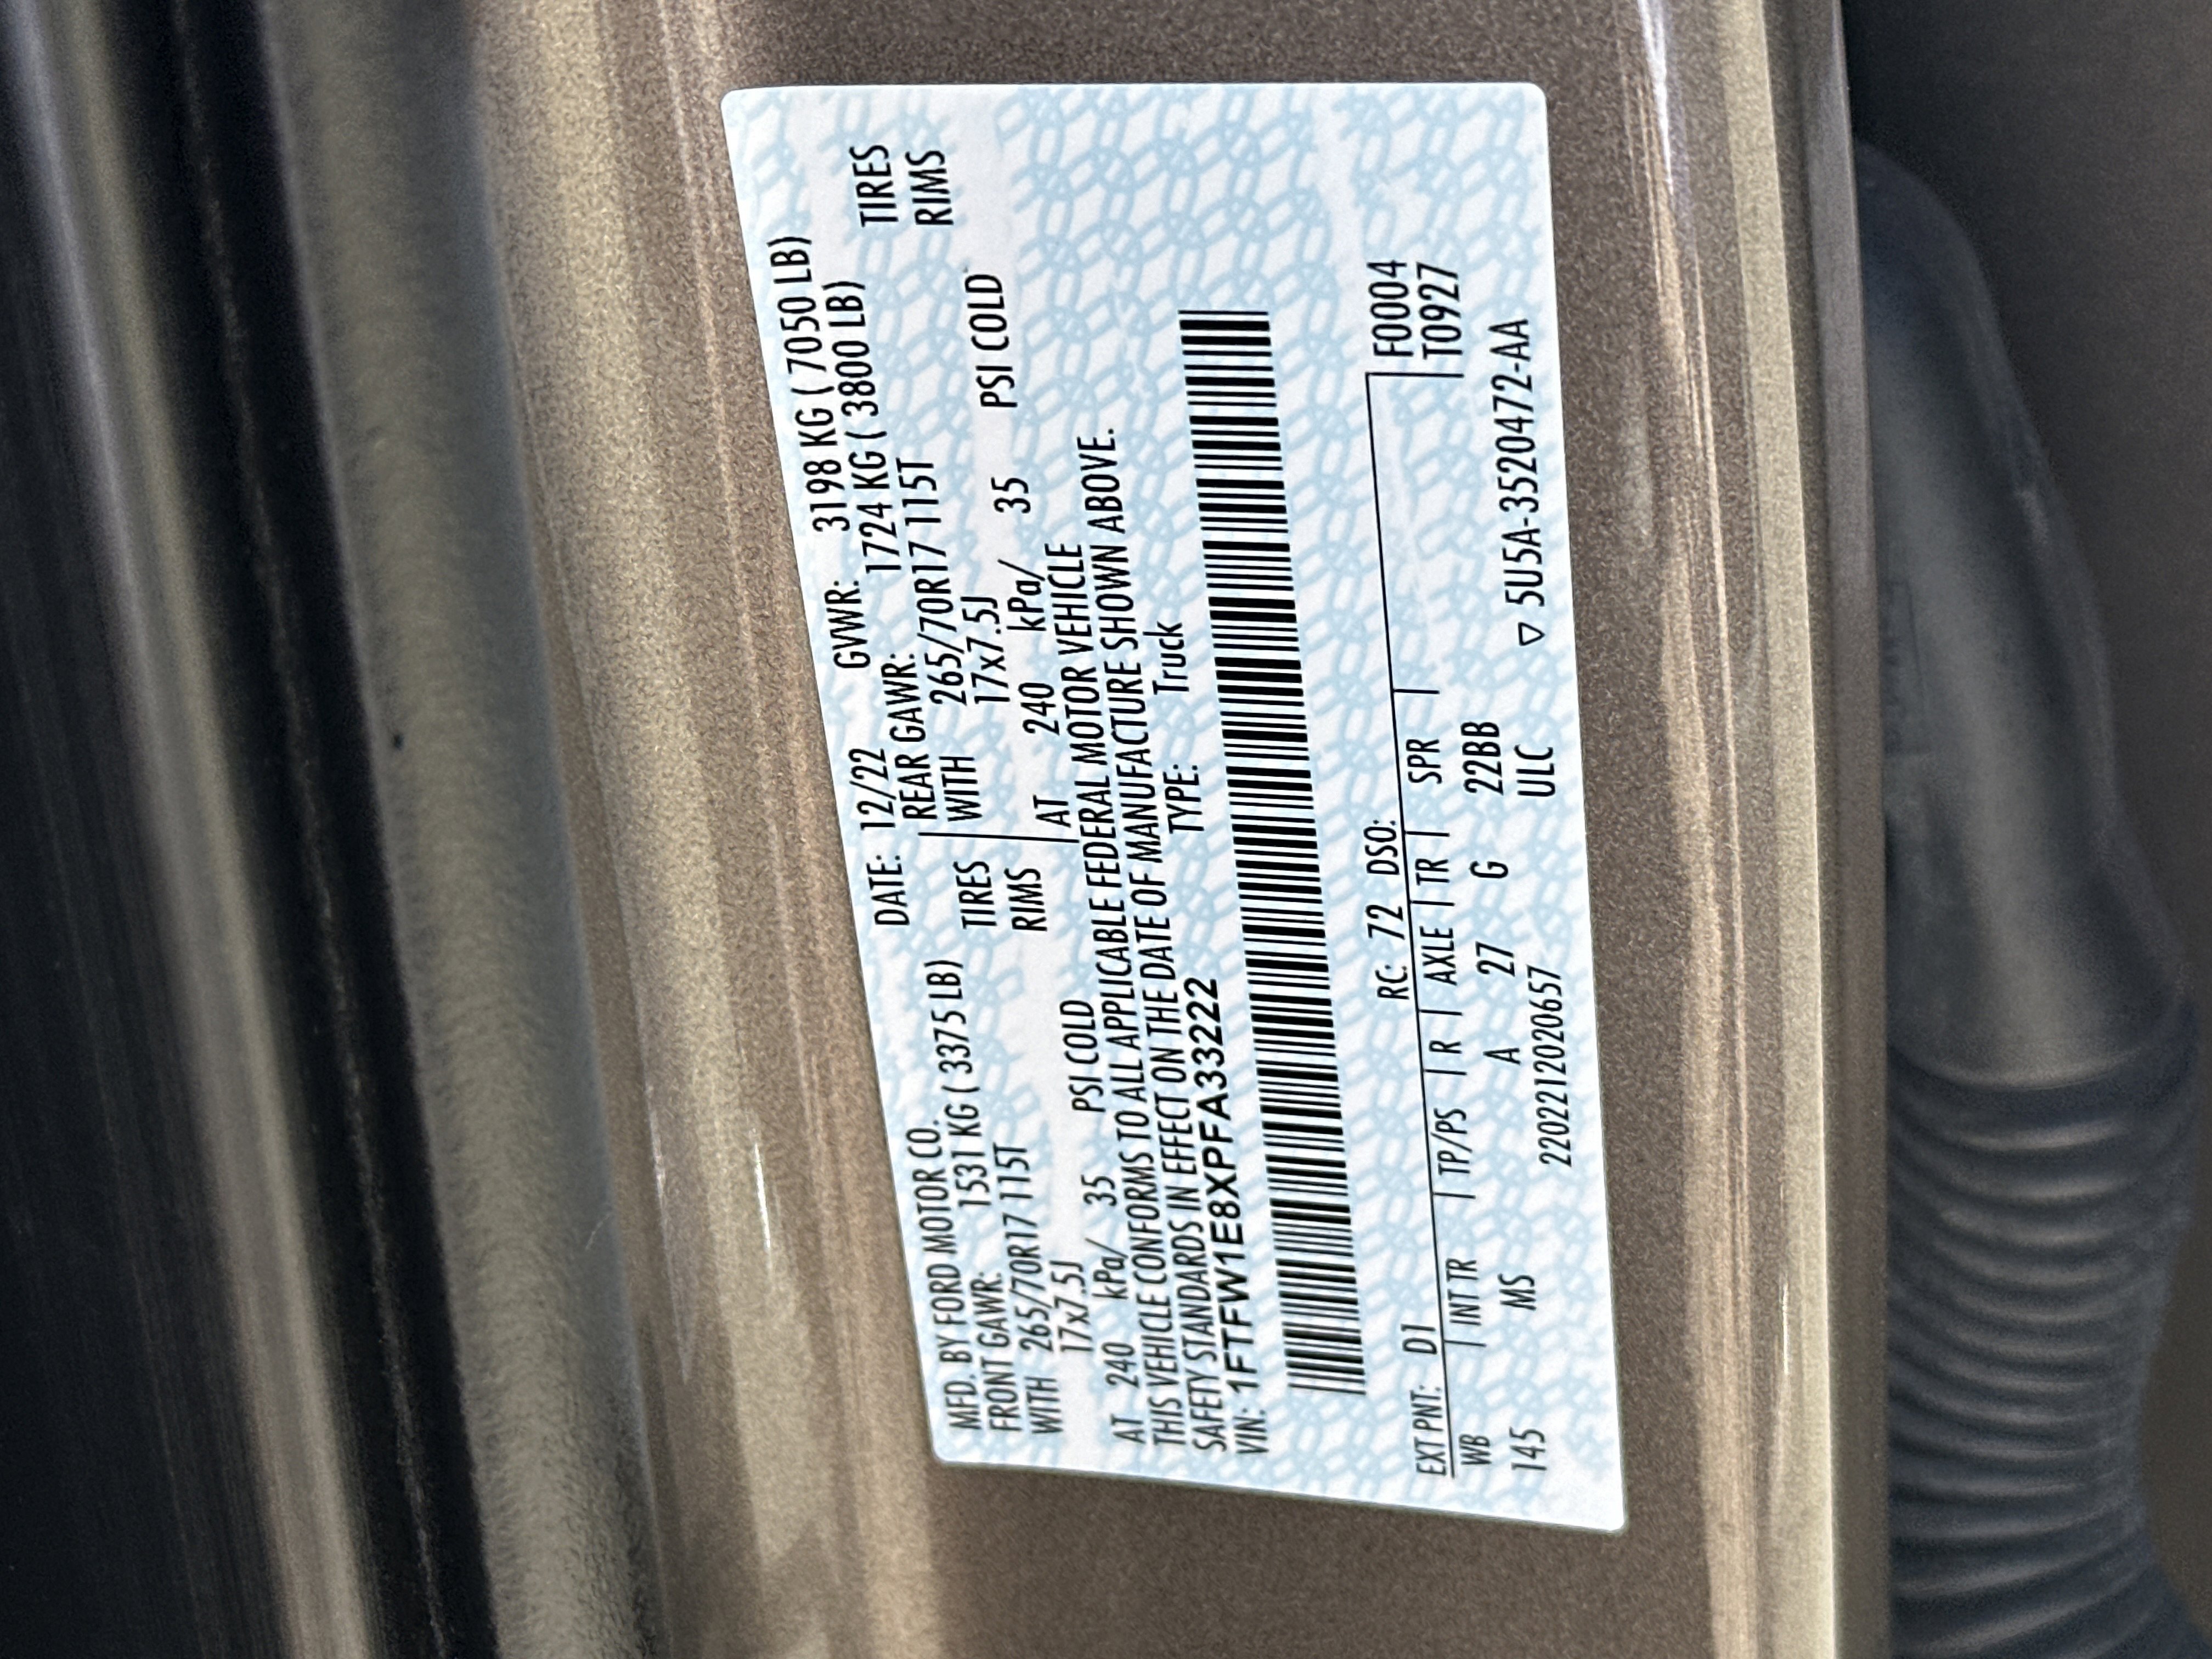 MFD. BY FORD MOTOR CO. DATE: 12/22 GVWR: 3198 KG ( 7050 LB)
FRONT GAWR: 1531 KG ( 3375 LB) REAR GAWR: 1724 KG ( 3800 LB)
WITH 265/70R17 115T TIRES WITH 265/70R17 115T TIRES
17x7.5J RIMS 17x7.5J RIMS
AT 240 kPa/ 35 PSI COLD AT 240 kPa/ 35 PSI COLD
THIS VEHICLE CONFORMS TO ALL APPLICABLE FEDERAL MOTOR VEHICLE
SAFETY STANDARDS IN EFFECT ON THE DATE OF MANUFACTURE SHOWN ABOVE.
VIN: 1FTFW1E8XPFA33222 TYPE: Truck
EXT PNT: D1 RC: 72 DSO: F0004
WB INT TR TP/PS R AXLE TR SPR T0927
145 MS A 27 G 22BB
2202212020657 ULC ▽ 5U5A-3520472-AA